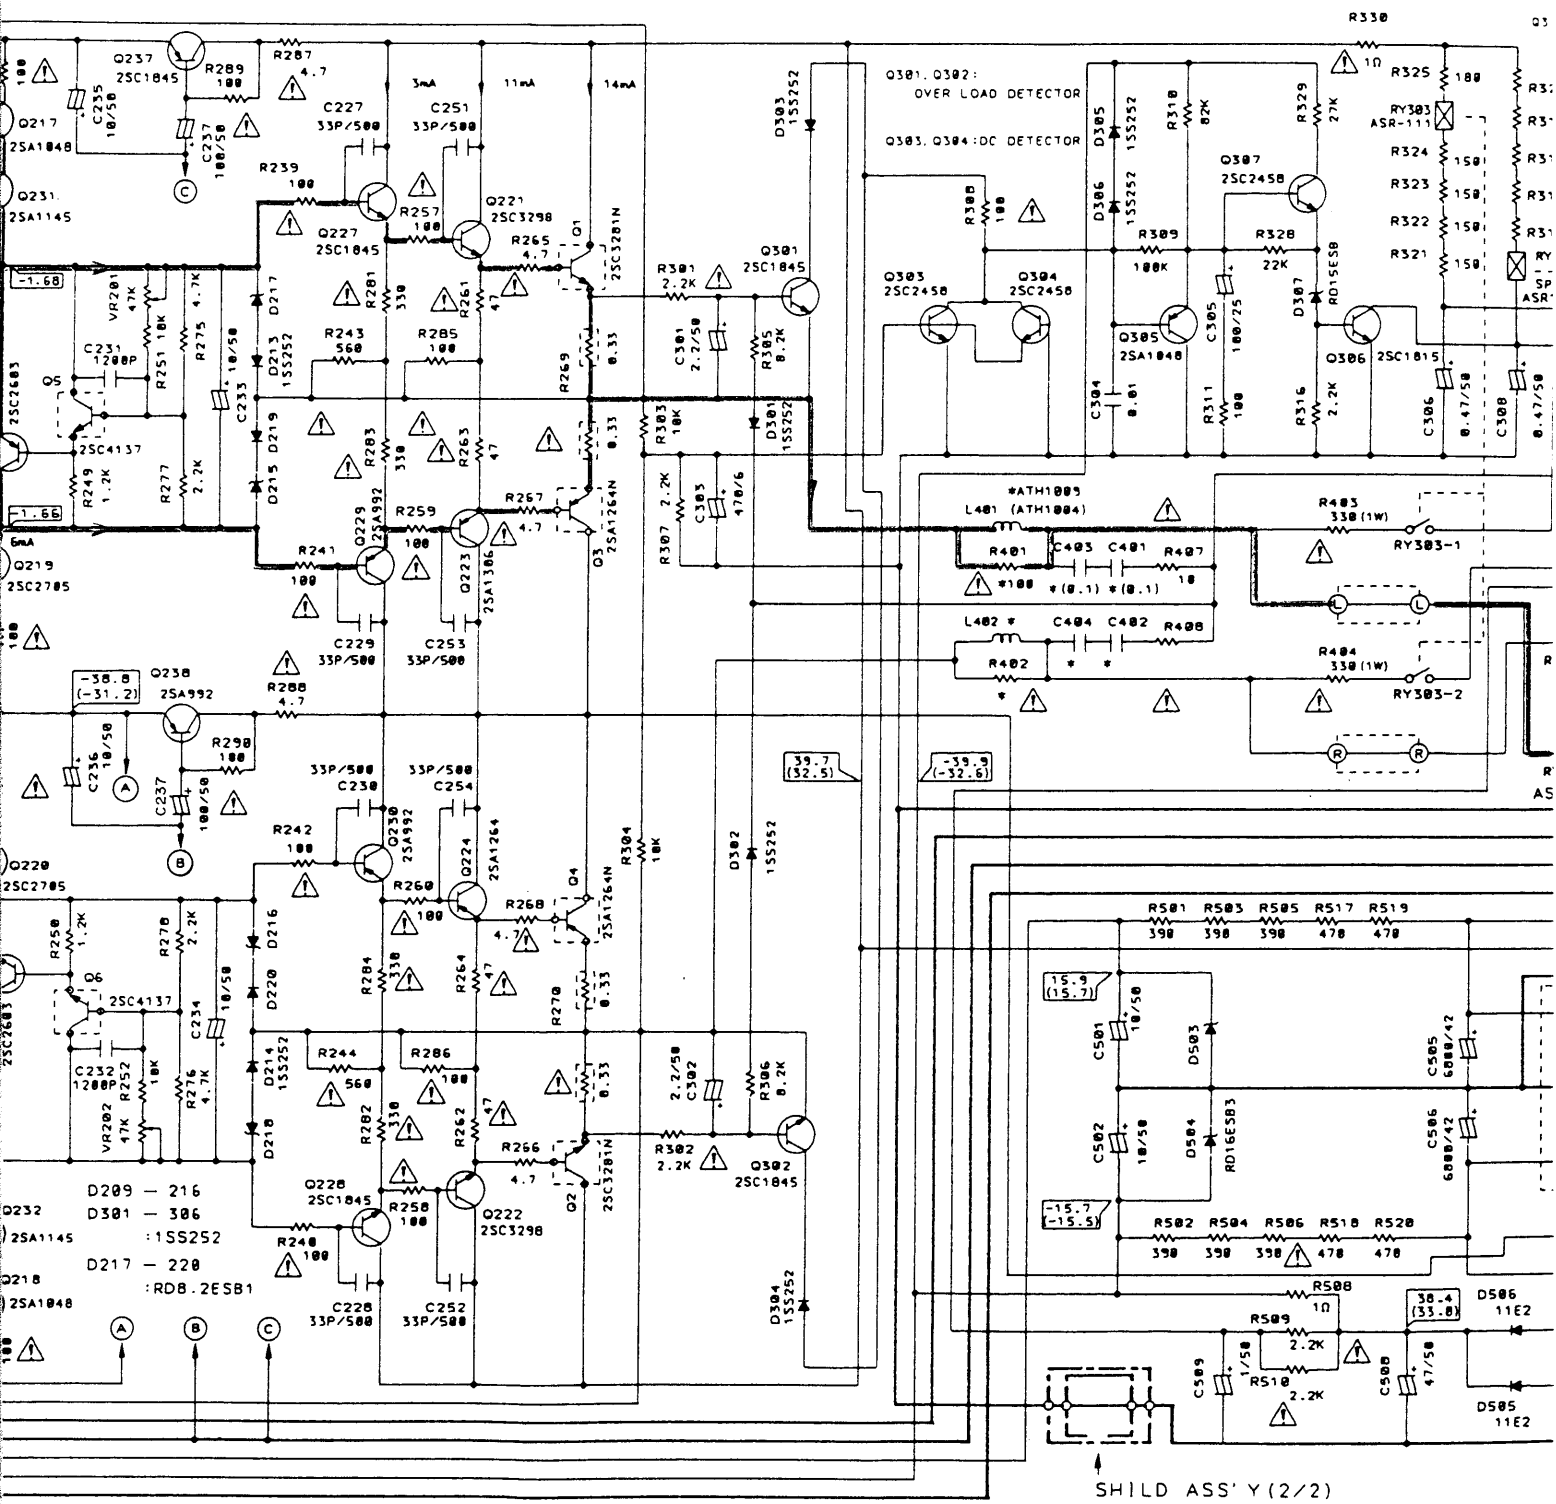 R330
Q3
1Ω
Q237
2SC1845
R289
100
R287
4.7
3mA
11mA
14mA
C235
10/50
C237
100/50
100
Q217
2SA1048
C
Q231
2SA1145
C227
33P/500
C251
33P/500
R239
100
Q227
2SC1845
R257
100
Q221
2SC3298
R265
4.7
Q1
2SC3281N
D303
1SS252
Q301, Q302:
OVER LOAD DETECTOR
Q303, Q304:DC DETECTOR
D305
1SS252
D306
1SS252
R310
82K
R329
27K
Q307
2SC2458
R325
180
RY303
ASR-111
R324
150
R323
150
R322
150
R321
150
R308
100
R309
100K
R328
22K
-1.68
VR201
47K
R251 10K
R275
4.7K
10/50
C233
C231
1200P
Q5
2SC4137
2SC2603
R249
1.2K
R277
2.2K
D217
D213
1SS252
D219
D215
R281
330
R261
47
R243
560
R285
100
R269
0.33
0.33
R283
330
R263
47
R301
2.2K
Q301
2SC1845
C301
2.2/50
R305
8.2K
D301
1SS252
R303
10K
Q303
2SC2458
Q304
2SC2458
Q305
2SA1048
C304
0.01
C305
100/25
R311
100
D307
RD15ESB
R316
2.2K
Q306
2SC1815
C306
0.47/50
C308
0.47/50
-1.66
6mA
Q219
2SC2705
100
R241
100
Q229
2SA992
R259
100
Q223
2SA1306
R267
4.7
2SA1264N
Q3
C229
33P/500
C253
33P/500
R307
2.2K
C303
470/6
*ATH1009
L401 (ATH1004)
R401
*100
C403
C401
*(0.1)
*(0.1)
R407
10
R403
330(1W)
RY303-1
L
L
L402 *
C404
C402
R408
R402
*
*
*
R404
330(1W)
RY303-2
R
R
-38.8
(-31.2)
Q238
2SA992
R288
4.7
R290
100
C236
10/50
A
C237
100/50
B
39.7
(32.5)
-39.9
(-32.6)
33P/500
C230
33P/500
C254
Q220
2SC2705
R242
100
Q230
2SA992
Q224
2SA1264
R260
100
R268
4.7
Q4
2SA1264N
R304
10K
D302
1SS252
R250
1.2K
R278
2.2K
D216
D220
Q6
2SC4137
2SC2603
C234
10/50
C232
1200P
R252
10K
VR202
47K
R276
4.7K
D214
1SS252
D218
R284
330
R264
47
R270
0.33
0.33
R244
560
R286
100
R282
330
R262
47
C302
2.2/50
R306
8.2K
R302
2.2K
Q302
2SC1845
R266
4.7
Q2
2SC3281N
R501
390
R503
390
R505
390
R517
470
R519
470
15.9
(15.7)
C501
10/50
D503
C502
10/50
D504
RD16ESB3
C505
6800/42
C506
6800/42
-15.7
(-15.5)
R502
390
R504
390
R506
390
R518
470
R520
470
D209 — 216
D301 — 306
:1SS252
D217 — 220
:RD8.2ESB1
Q232
2SA1145
Q218
2SA1048
100
Q228
2SC1845
R258
100
Q222
2SC3298
R240
100
C228
33P/500
C252
33P/500
D304
1SS252
A
B
C
R508
1Ω
R509
2.2K
R510
2.2K
C509
1/50
C508
47/50
38.4
(33.8)
D506
11E2
D505
11E2
SHILD ASS'Y(2/2)